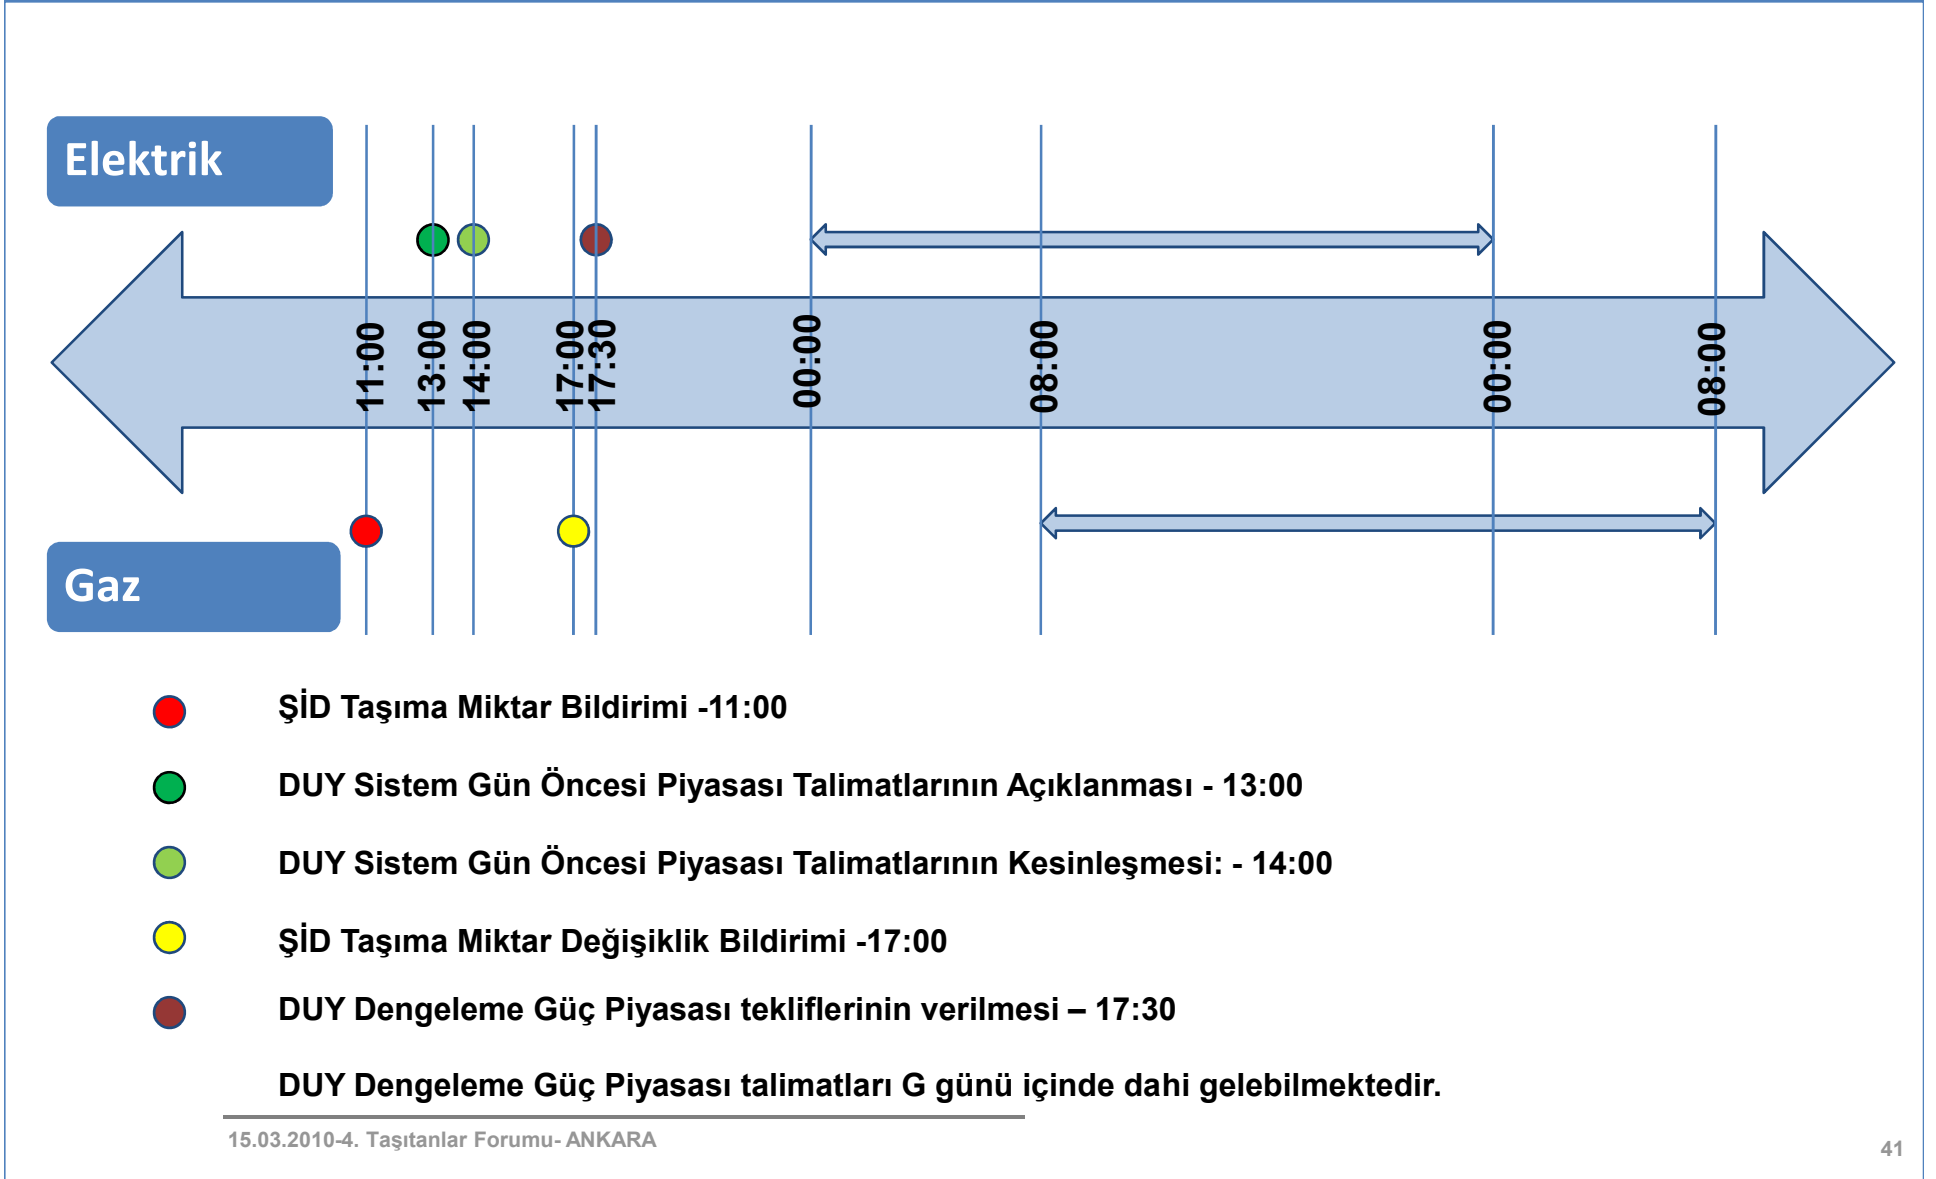 Elektrik
11:00
13:00
14:00
17:00
17:30
00:00
08:00
00:00
08:00
Gaz
ŞİD Taşıma Miktar Bildirimi -11:00
DUY Sistem Gün Öncesi Piyasası Talimatlarının Açıklanması - 13:00
DUY Sistem Gün Öncesi Piyasası Talimatlarının Kesinleşmesi: - 14:00
ŞİD Taşıma Miktar Değişiklik Bildirimi -17:00
DUY Dengeleme Güç Piyasası tekliflerinin verilmesi – 17:30
DUY Dengeleme Güç Piyasası talimatları G günü içinde dahi gelebilmektedir.
15.03.2010-4. Taşıtanlar Forumu- ANKARA
41